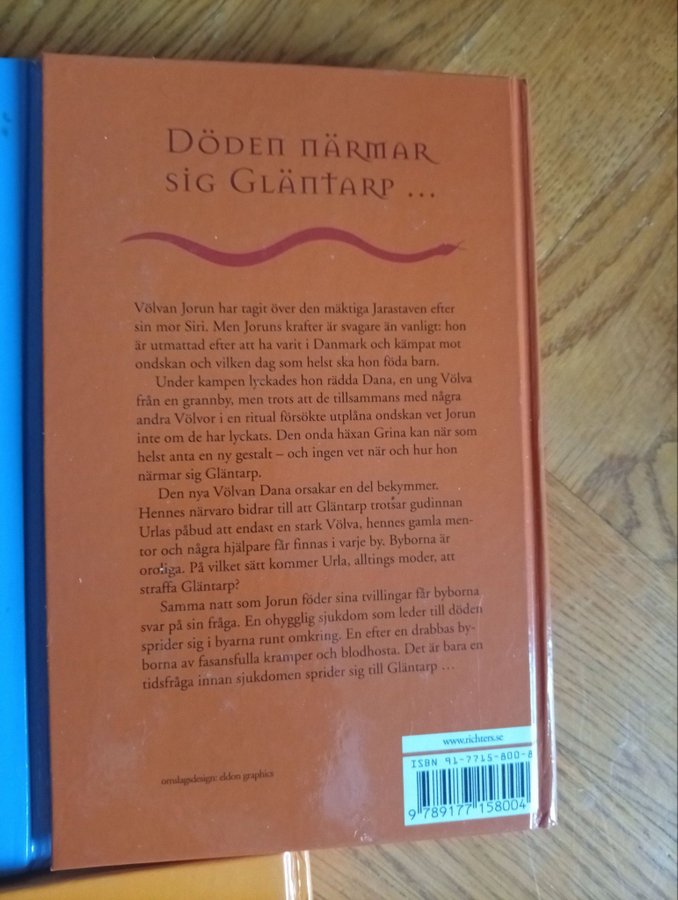 Döden närmar
sig Gläntarp ...
Völvan Jorun har tagit över den mäktiga Jarastaven efter
sin mor Siri. Men Joruns krafter är svagare än vanligt: hon
är utmattad efter att ha varit i Danmark och kämpat mot
ondskan och vilken dag som helst ska hon föda barn.
Under kampen lyckades hon rädda Dana, en ung Völva
från en grannby, men trots att de tillsammans med några
andra Völvor i en ritual försökte utplåna ondskan vet Jorun
inte om de har lyckats. Den onda häxan Grina kan när som
helst anta en ny gestalt – och ingen vet när och hur hon
närmar sig Gläntarp.
Den nya Völvan Dana orsakar en del bekymmer.
Hennes närvaro bidrar till att Gläntarp trotsar gudinnan
Urlas påbud att endast en stark Völva, hennes gamla men-
tor och några hjälpare får finnas i varje by. Byborna är
oroliga. På vilket sätt kommer Urla, alltings moder, att
straffa Gläntarp?
Samma natt som Jorun föder sina tvillingar får byborna
svar på sin fråga. En ohygglig sjukdom som leder till döden
sprider sig i byarna runt omkring. En efter en drabbas by-
borna av fasansfulla kramper och blodhosta. Det är bara en
tidsfråga innan sjukdomen sprider sig till Gläntarp ...
www.richters.se
ISBN 91-7715-800-8
omslagsdesign: eldon graphics
9 789177 158004